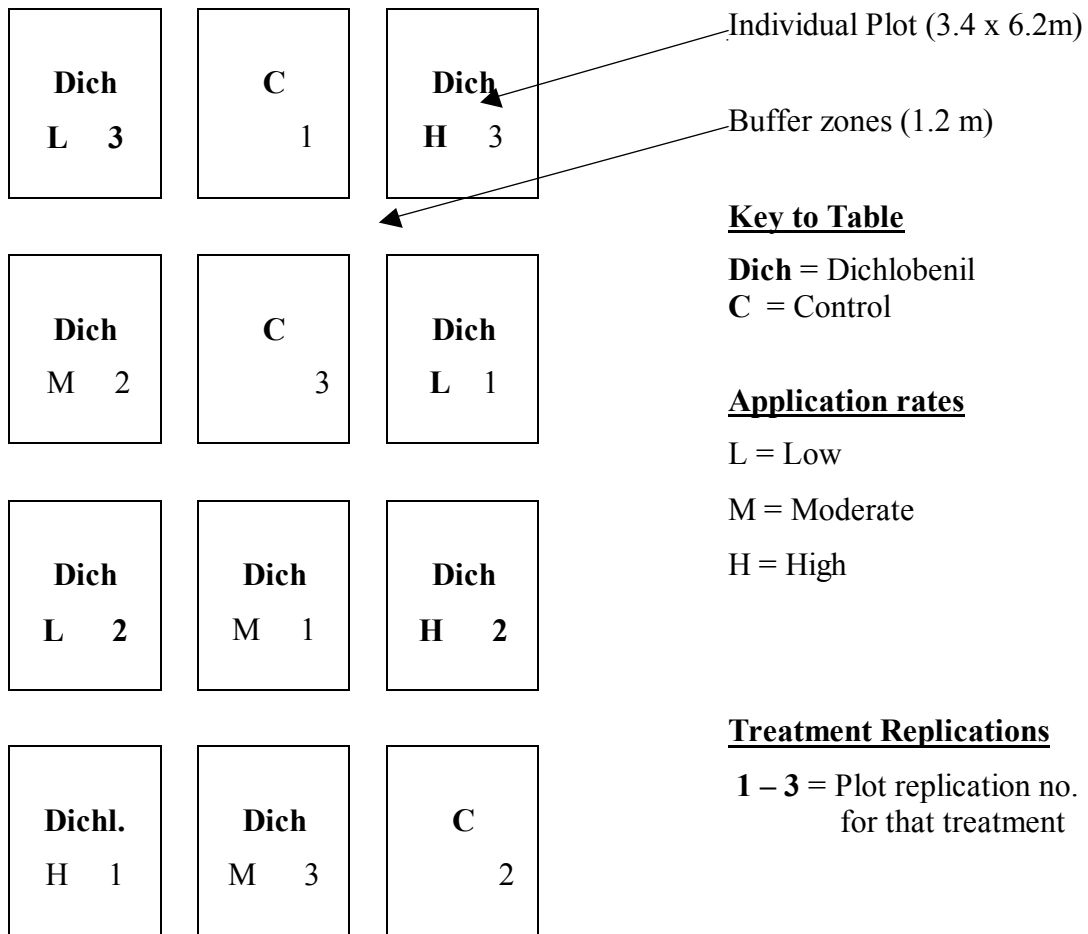 Dich
L 3
C
1
Dich
H 3
Dich
M 2
C
3
Dich
L 1
Dich
L 2
Dich
M 1
Dich
H 2
Dichl.
H 1
Dich
M 3
C
2
Individual Plot (3.4 x 6.2m)
Buffer zones (1.2 m)
Key to Table
Dich = Dichlobenil
C = Control
Application rates
L = Low
M = Moderate
H = High
Treatment Replications
1 – 3 = Plot replication no.
for that treatment